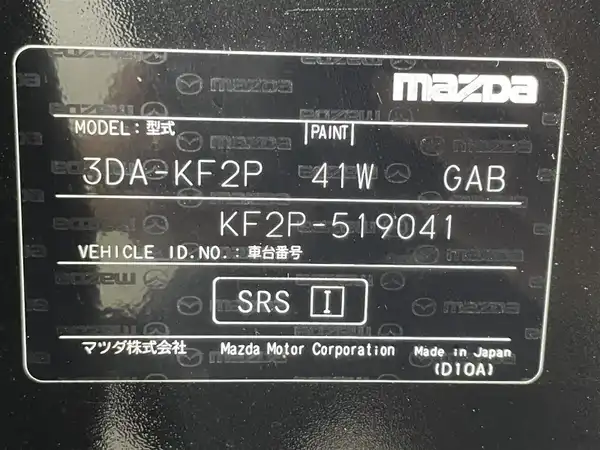 mazda
MODEL : 型式 PAINT
3DA-KF2P 41W GAB
KF2P-519041
VEHICLE ID.NO. : 車台番号
SRS I
マツダ株式会社 Mazda Motor Corporation Made in Japan
(D10A)